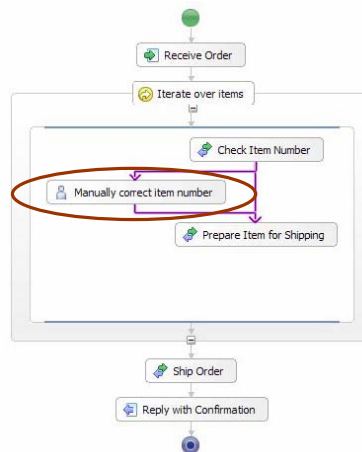 Receive Order
Iterate over items
Check Item Number
Manually correct item number
Prepare Item for Shipping
Ship Order
Reply with Confirmation